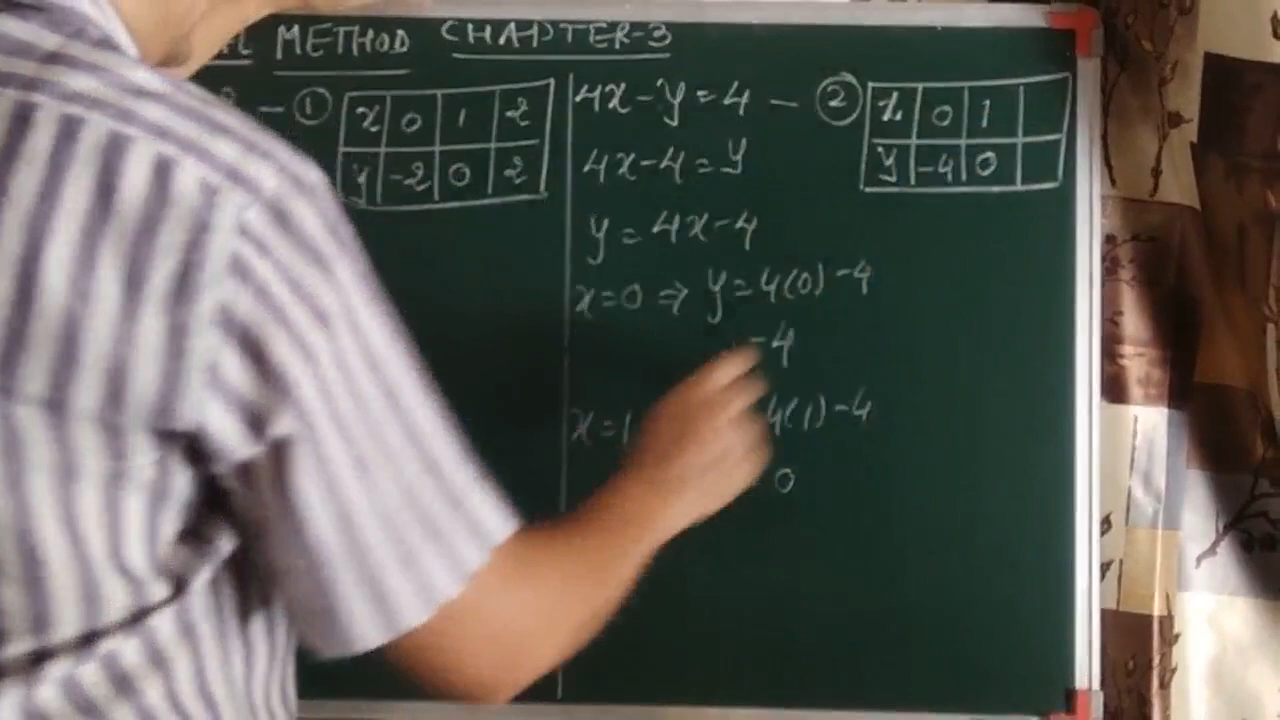 METHOD CHAPTER-3
– ①
x 0 1 2
y -2 0 2
4x-y=4 – ②
4x-4=y
y=4x-4
x=0 ⇒ y=4(0)-4
-4
x=1 4(1)-4
0
x 0 1
y -4 0